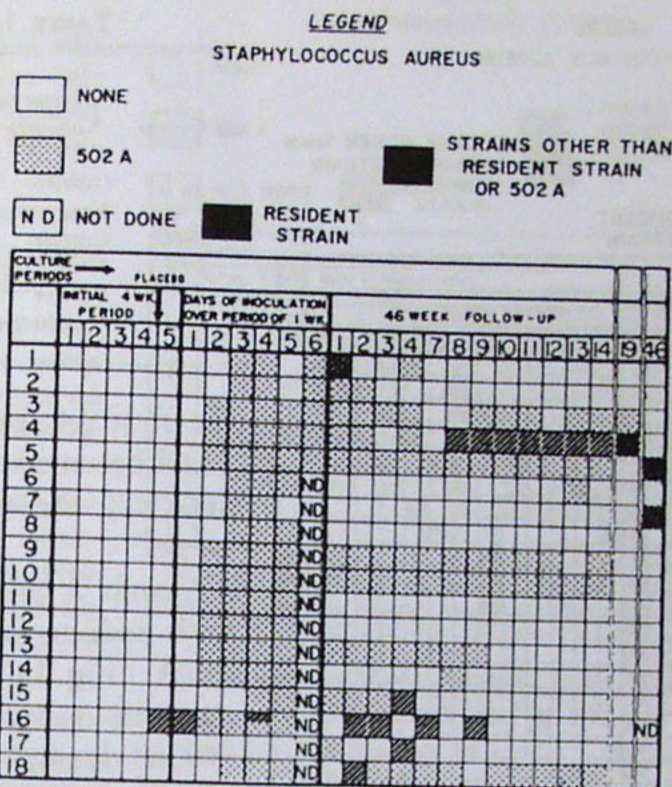 LEGEND
STAPHYLOCOCCUS AUREUS
NONE
502 A
STRAINS OTHER THAN
RESIDENT STRAIN
OR 502 A
N D NOT DONE
RESIDENT
STRAIN
CULTURE
PERIODS → PLACEBO
INITIAL 4 WK. PERIOD
DAYS OF INOCULATION
OVER PERIOD OF 1 WK.
46 WEEK FOLLOW-UP
1 2 3 4 5 1 2 3 4 5 6 1 2 3 4 7 8 9 10 11 12 13 14 19 46
1
2
3
4
5
6 ND
7 ND
8 ND
9 ND
10 ND
11 ND
12 ND
13 ND
14 ND
15 ND
16 ND ND
17 ND
18 ND